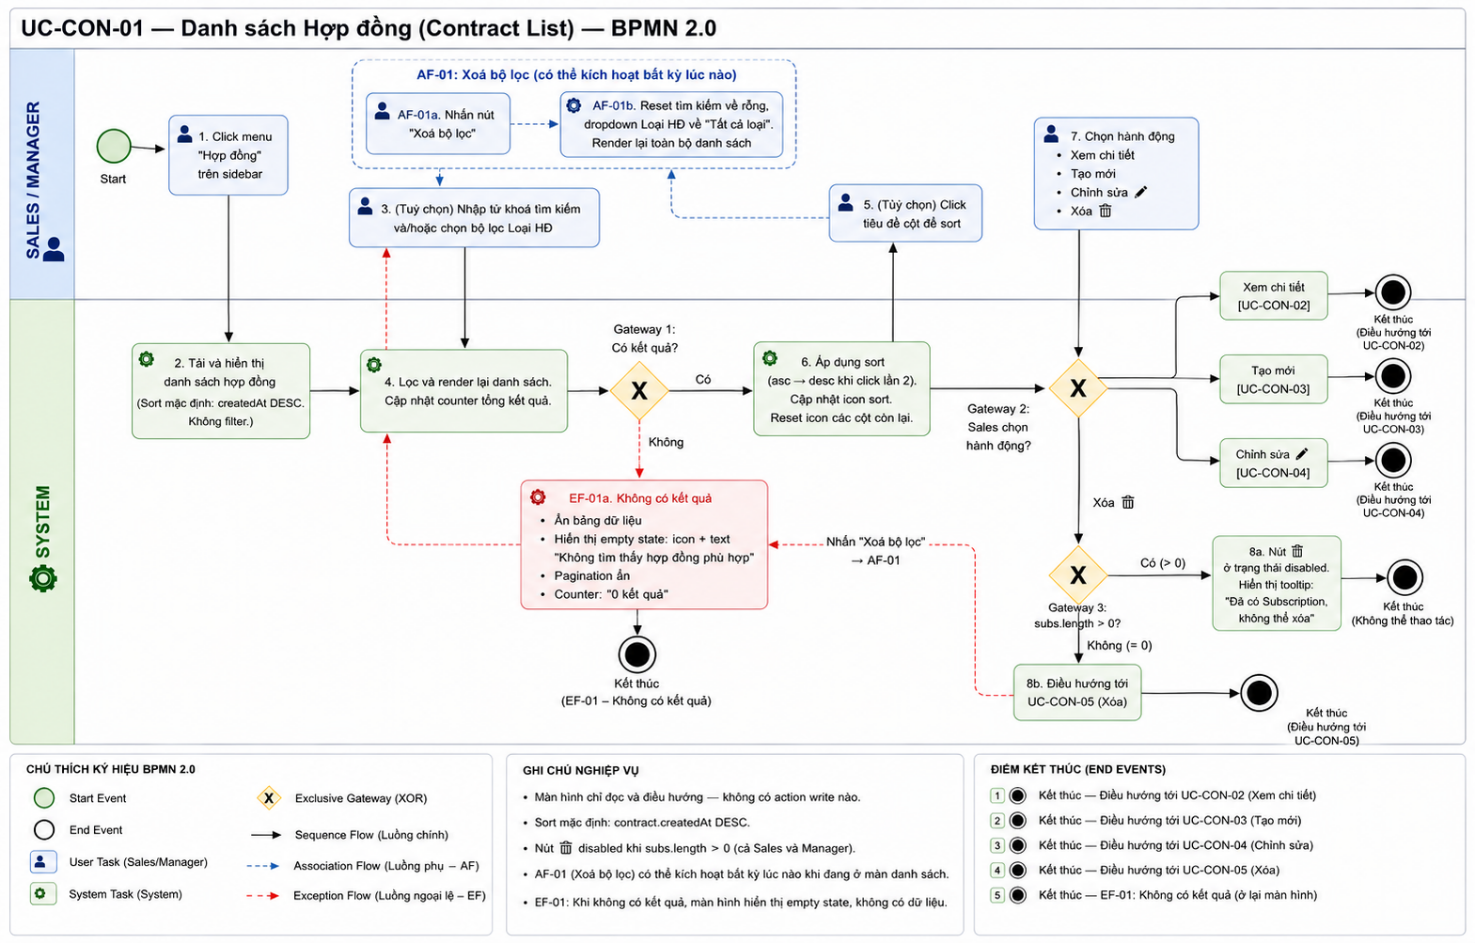 UC-CON-01 — Danh sách Hợp đồng (Contract List) — BPMN 2.0
SALES / MANAGER
Start
1. Click menu
"Hợp đồng"
trên sidebar
AF-01: Xoá bộ lọc (có thể kích hoạt bất kỳ lúc nào)
AF-01a. Nhấn nút
"Xoá bộ lọc"
AF-01b. Reset tìm kiếm về rỗng,
dropdown Loại HĐ về "Tất cả loại".
Render lại toàn bộ danh sách
3. (Tuỳ chọn) Nhập từ khoá tìm kiếm
và/hoặc chọn bộ lọc Loại HĐ
5. (Tùỳ chọn) Click
tiêu đề cột để sort
7. Chọn hành động
• Xem chi tiết
• Tạo mới
• Chỉnh sửa
• Xóa
SYSTEM
2. Tải và hiển thị
danh sách hợp đồng
(Sort mặc định: createdAt DESC.
Không filter.)
4. Lọc và render lại danh sách.
Cập nhật counter tổng kết quả.
Gateway 1:
Có kết quả?
X
Có
Không
6. Áp dụng sort
(asc → desc khi click lần 2).
Cập nhật icon sort.
Reset icon các cột còn lại.
Gateway 2:
Sales chọn
hành động?
X
Xem chi tiết
[UC-CON-02]
Kết thúc
(Điều hướng tới
UC-CON-02)
Tạo mới
[UC-CON-03]
Kết thúc
(Điều hướng tới
UC-CON-03)
Chỉnh sửa
[UC-CON-04]
Kết thúc
(Điều hướng tới
UC-CON-04)
Xóa
EF-01a. Không có kết quả
• Ẩn bảng dữ liệu
• Hiển thị empty state: icon + text
"Không tìm thấy hợp đồng phù hợp"
• Pagination ẩn
• Counter: "0 kết quả"
Nhấn "Xoá bộ lọc"
→ AF-01
Kết thúc
(EF-01 – Không có kết quả)
X
Gateway 3:
subs.length > 0?
Có (> 0)
Không (= 0)
8a. Nút
ở trạng thái disabled.
Hiển thị tooltip:
"Đã có Subscription,
không thể xóa"
Kết thúc
(Không thể thao tác)
8b. Điều hướng tới
UC-CON-05 (Xóa)
Kết thúc
(Điều hướng tới
UC-CON-05)
CHÚ THÍCH KÝ HIỆU BPMN 2.0
Start Event
End Event
User Task (Sales/Manager)
System Task (System)
X
Exclusive Gateway (XOR)
Sequence Flow (Luồng chính)
Association Flow (Luồng phụ – AF)
Exception Flow (Luồng ngoại lệ – EF)
GHI CHÚ NGHIỆP VỤ
• Màn hình chỉ đọc và điều hướng — không có action write nào.
• Sort mặc định: contract.createdAt DESC.
• Nút disabled khi subs.length > 0 (cả Sales và Manager).
• AF-01 (Xoá bộ lọc) có thể kích hoạt bất kỳ lúc nào khi đang ở màn danh sách.
• EF-01: Khi không có kết quả, màn hình hiển thị empty state, không có dữ liệu.
ĐIỂM KẾT THÚC (END EVENTS)
1 Kết thúc — Điều hướng tới UC-CON-02 (Xem chi tiết)
2 Kết thúc — Điều hướng tới UC-CON-03 (Tạo mới)
3 Kết thúc — Điều hướng tới UC-CON-04 (Chỉnh sửa)
4 Kết thúc — Điều hướng tới UC-CON-05 (Xóa)
5 Kết thúc — EF-01: Không có kết quả (ở lại màn hình)